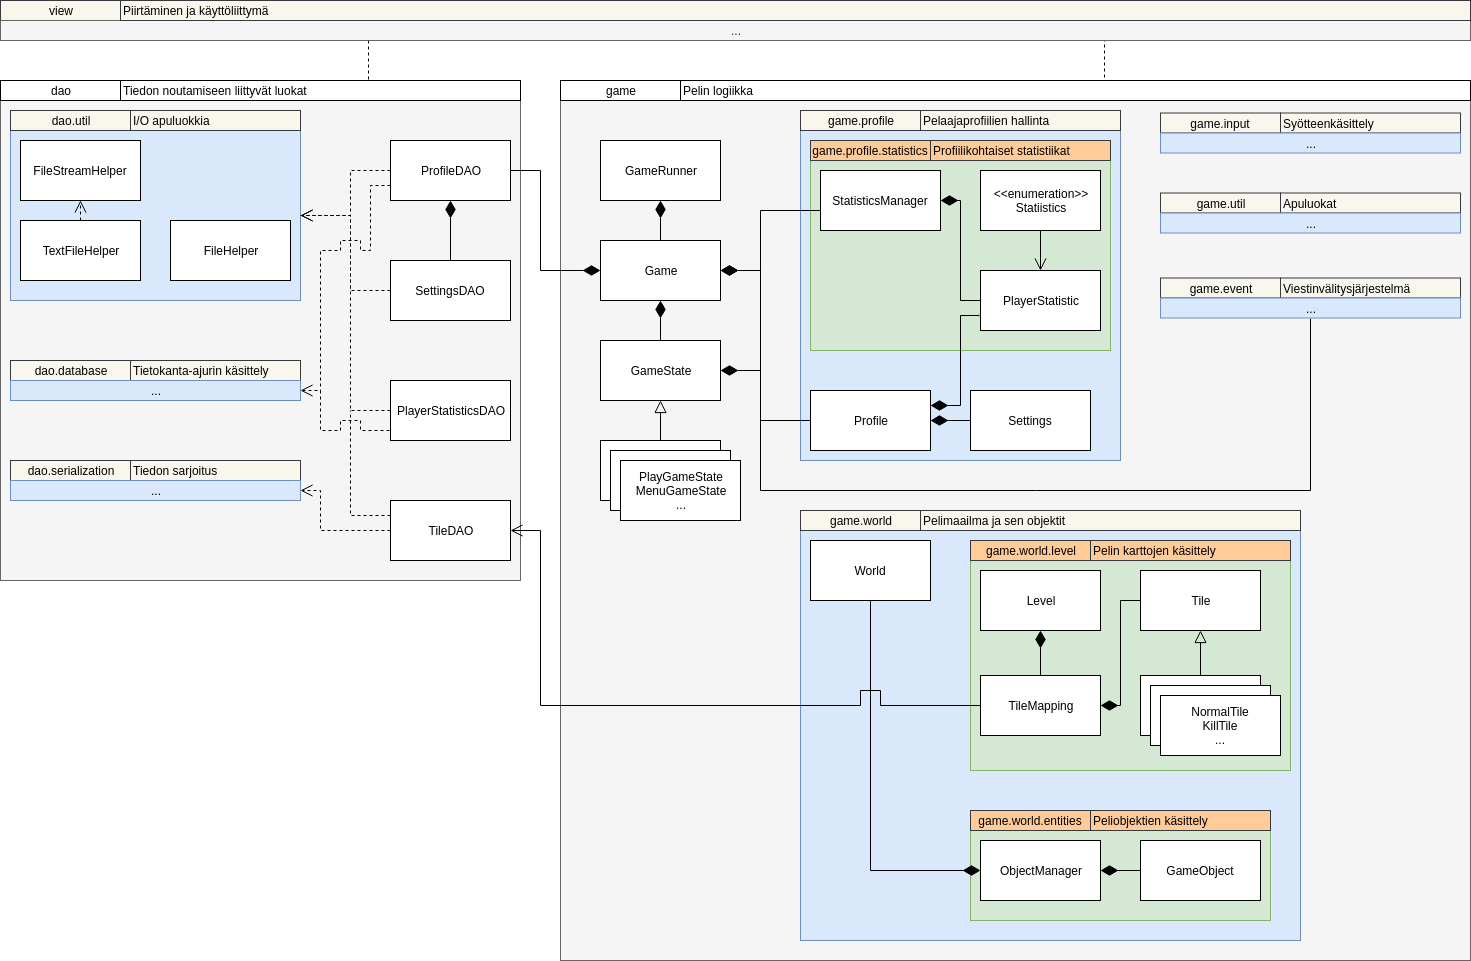 view Piirtäminen ja käyttöliittymä
...
dao Tiedon noutamiseen liittyvät luokat
dao.util I/O apuluokkia
FileStreamHelper
TextFileHelper
FileHelper
ProfileDAO
SettingsDAO
dao.database Tietokanta-ajurin käsittely
...
PlayerStatisticsDAO
dao.serialization Tiedon sarjoitus
...
TileDAO
game Pelin logiikka
GameRunner
Game
GameState
PlayGameState
MenuGameState
...
game.profile Pelaajaprofiilien hallinta
game.profile.statistics Profiilikohtaiset statistiikat
StatisticsManager
<<enumeration>>
Statiistics
PlayerStatistic
Profile
Settings
game.input Syötteenkäsittely
...
game.util Apuluokat
...
game.event Viestinvälitysjärjestelmä
...
game.world Pelimaailma ja sen objektit
World
game.world.level Pelin karttojen käsittely
Level
Tile
TileMapping
NormalTile
KillTile
...
game.world.entities Peliobjektien käsittely
ObjectManager
GameObject